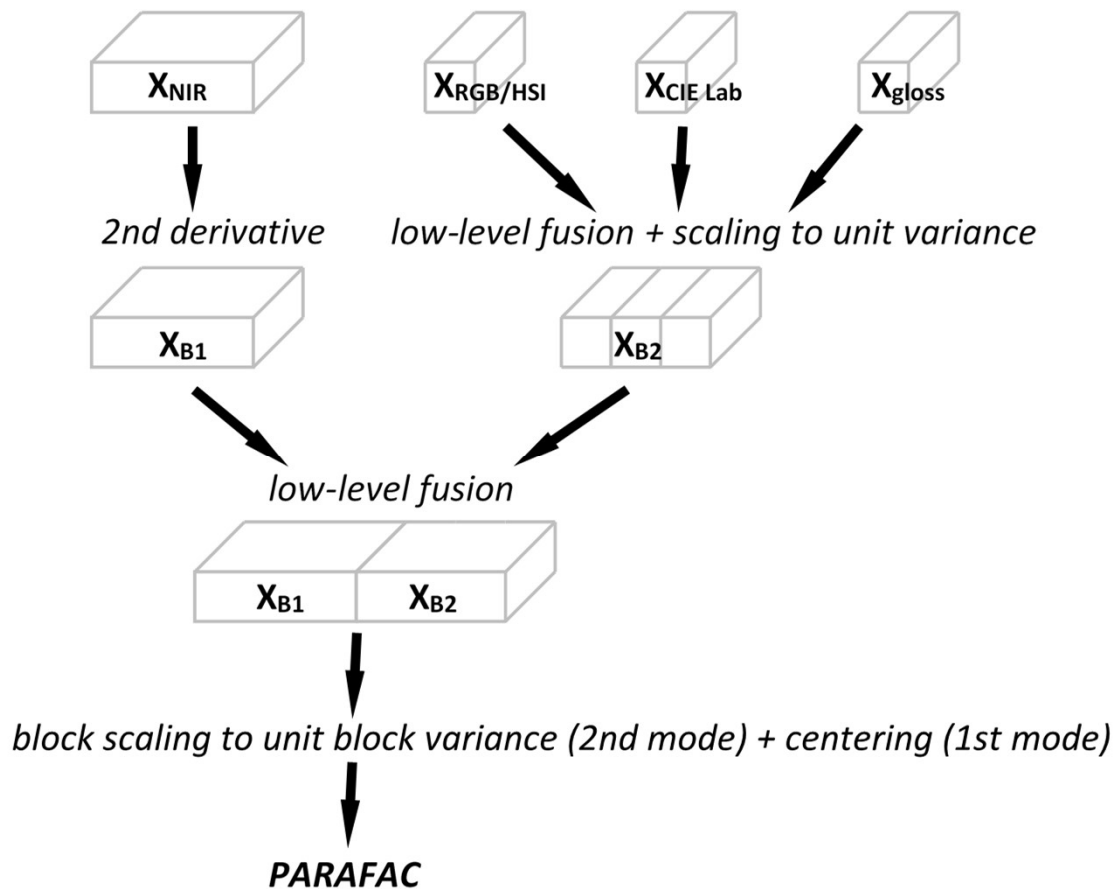 XNIR XRGB/HSI XCIE Lab Xgloss
2nd derivative low-level fusion + scaling to unit variance
XB1 XB2
low-level fusion
XB1 XB2
block scaling to unit block variance (2nd mode) + centering (1st mode)
PARAFAC